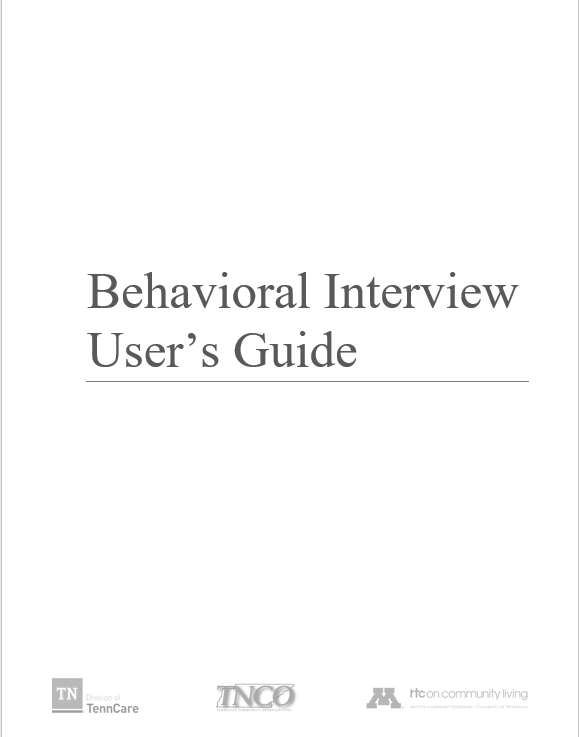 Behavioral Interview
User’s Guide
TN
Division of
TennCare
TNCO
rtc on community living